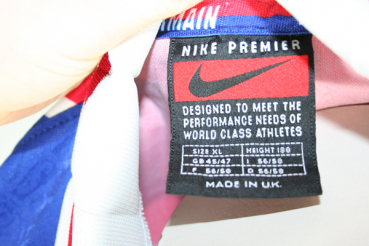 RMAIN
NIKE PREMIER
DESIGNED TO MEET THE
PERFORMANCE NEEDS OF
WORLD CLASS ATHLETES
SIZE XL HEIGHT 188
GB 45/47 I 56/58
F 56/58 D 56/58
MADE IN U.K.